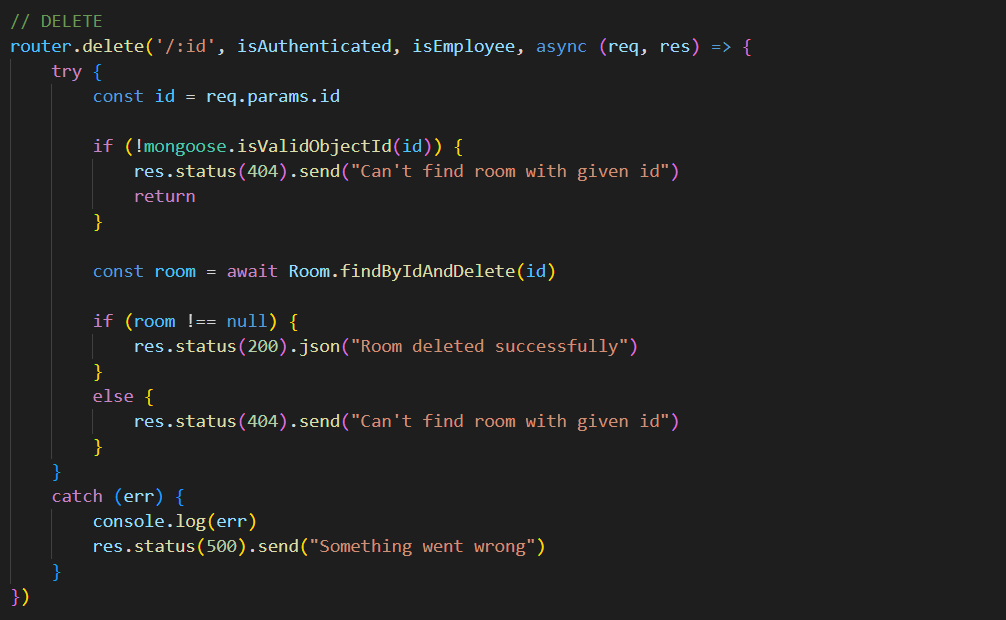 // DELETE
router.delete('/:id', isAuthenticated, isEmployee, async (req, res) => {
    try {
        const id = req.params.id

        if (!mongoose.isValidObjectId(id)) {
            res.status(404).send("Can't find room with given id")
            return
        }

        const room = await Room.findByIdAndDelete(id)

        if (room !== null) {
            res.status(200).json("Room deleted successfully")
        }
        else {
            res.status(404).send("Can't find room with given id")
        }
    }
    catch (err) {
        console.log(err)
        res.status(500).send("Something went wrong")
    }
})